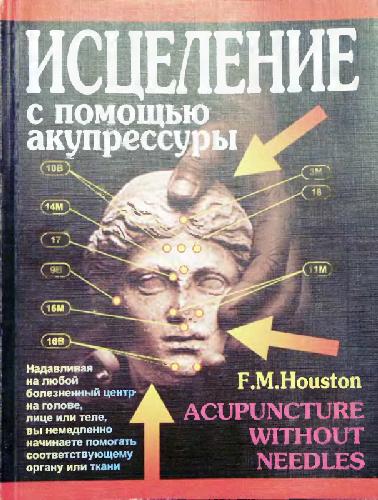 ИСЦЕЛЕНИЕ
с помощью
акупрессуры
10B
3M
14M
18
17
9B
11M
15M
16B
Надавливая
на любой
болезненный центр
на голове,
лице или теле,
вы немедленно
начинаете помогать
соответствующему
органу или ткани
F.M.Houston
ACUPUNCTURE
WITHOUT
NEEDLES